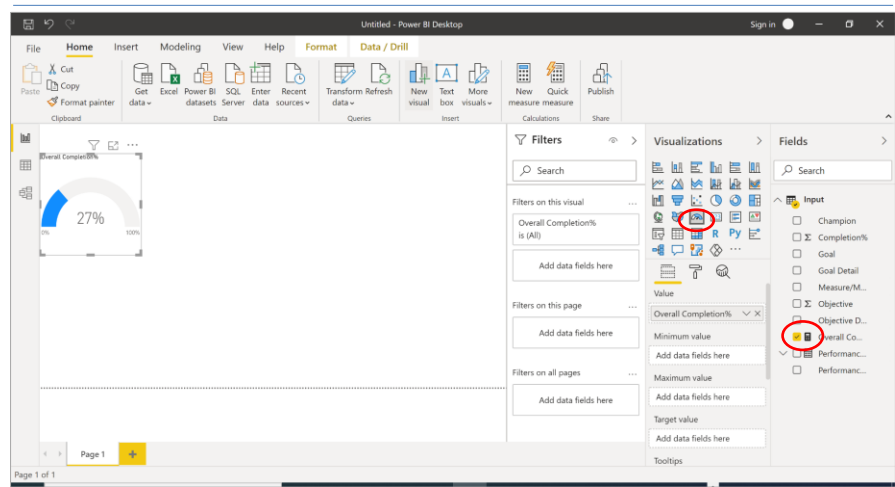 Untitled - Power BI Desktop
Sign in
File Home Insert Modeling View Help Format Data / Drill
Paste
Cut
Copy
Format painter
Clipboard
Get data
Excel
Power BI datasets
SQL Server
Enter data
Recent sources
Data
Transform data
Refresh
Queries
New visual
Text box
More visuals
Insert
New measure
Quick measure
Calculations
Publish
Share
Overall Completion%
27%
0%
100%
Filters
Search
Filters on this visual
Overall Completion%
is (All)
Add data fields here
Filters on this page
Add data fields here
Filters on all pages
Add data fields here
Visualizations
R Py
Value
Overall Completion%
Minimum value
Add data fields here
Maximum value
Add data fields here
Target value
Add data fields here
Tooltips
Fields
Search
Input
Champion
Σ Completion%
Goal
Goal Detail
Measure/M...
Σ Objective
Objective D...
Overall Co...
Performanc...
Performanc...
Page 1
Page 1 of 1